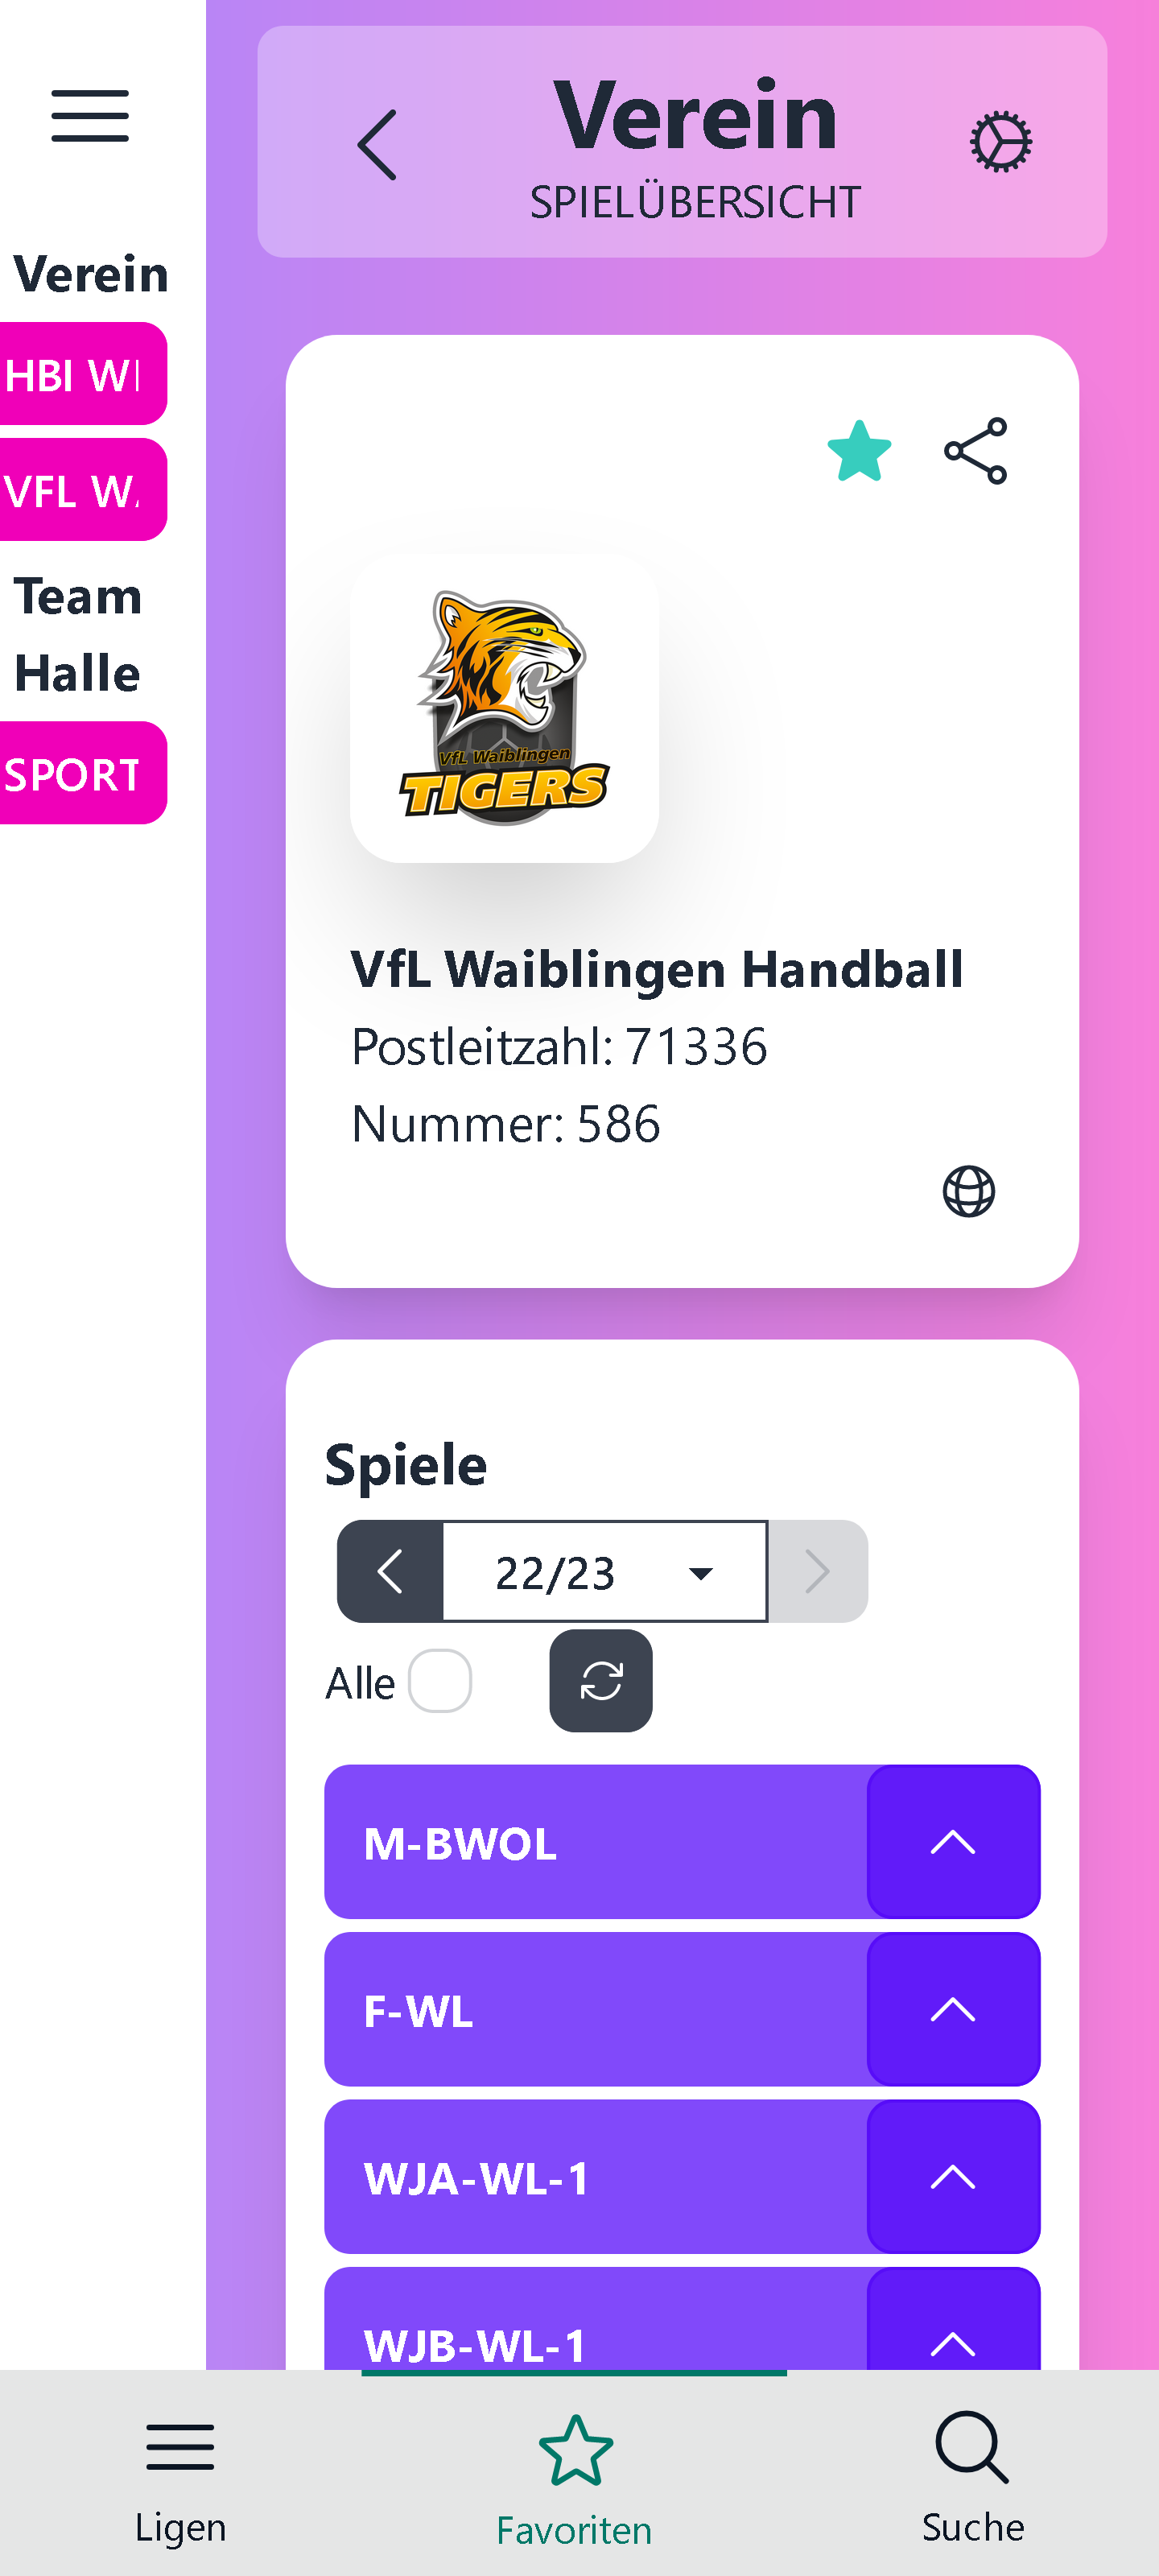 Verein
SPIELÜBERSICHT
Verein
HBI
VFL
Team
Halle
SPORT
VfL Waiblingen
TIGERS
VfL Waiblingen Handball
Postleitzahl: 71336
Nummer: 586
Spiele
22/23
Alle
M-BWOL
F-WL
WJA-WL-1
WJB-WL-1
Ligen
Favoriten
Suche